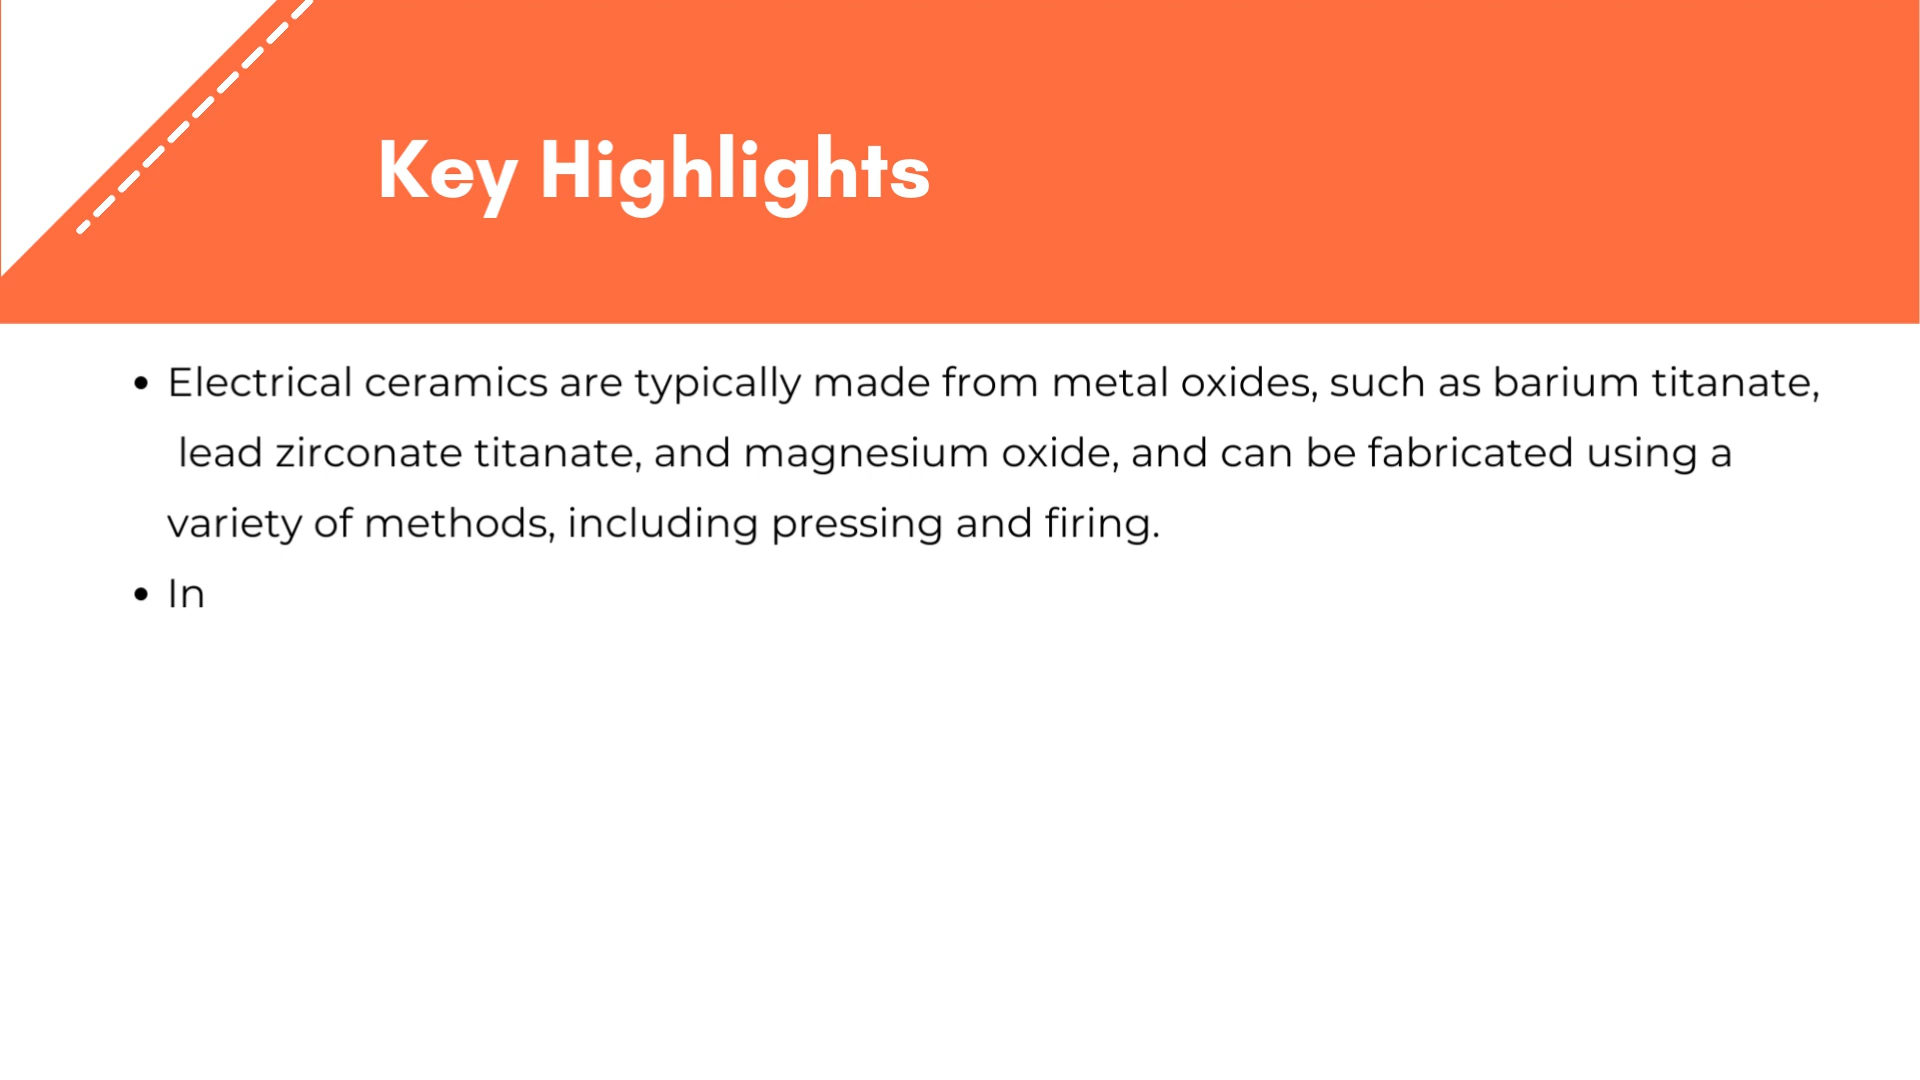 Key Highlights
• Electrical ceramics are typically made from metal oxides, such as barium titanate,
lead zirconate titanate, and magnesium oxide, and can be fabricated using a
variety of methods, including pressing and firing.
• In